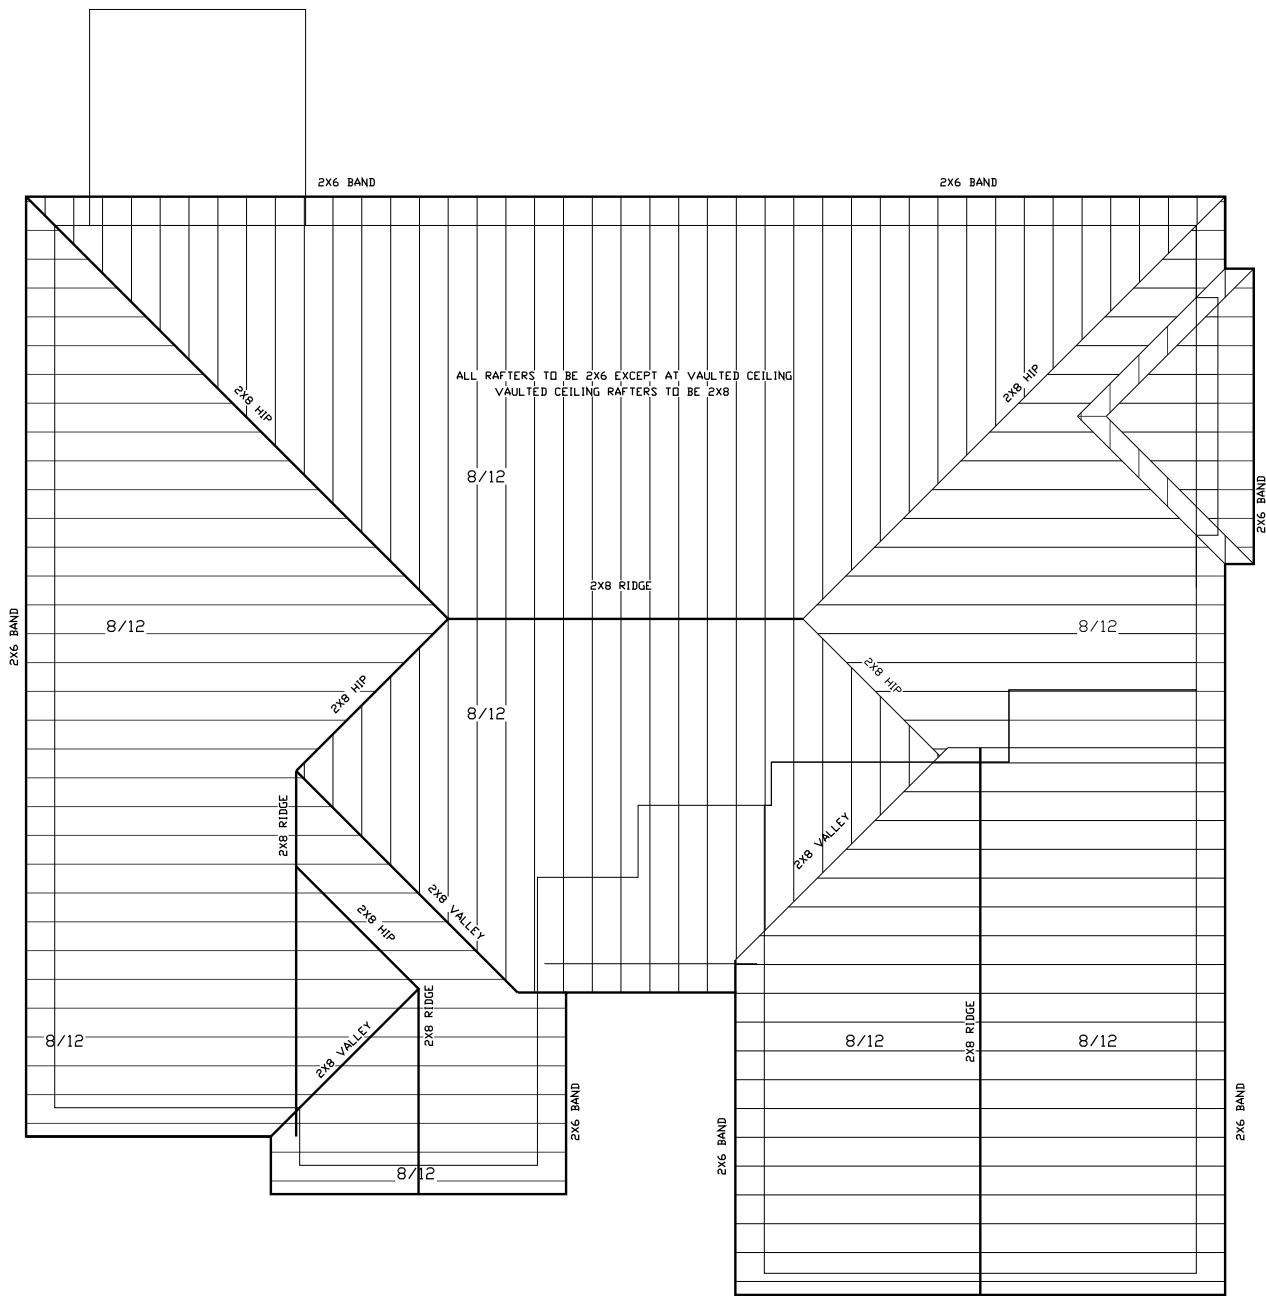 2X6 BAND
2X6 BAND
ALL RAFTERS TO BE 2X6 EXCEPT AT VAULTED CEILING
VAULTED CEILING RAFTERS TO BE 2X8
2X8 HIP
2X8 HIP
8/12
2X6 BAND
2X8 RIDGE
2X6 BAND
8/12
8/12
2X8 HIP
2X8 HIP
8/12
2X8 RIDGE
2X8 VALLEY
2X8 HIP
2X8 VALLEY
2X8 RIDGE
2X8 RIDGE
8/12
2X8 VALLEY
8/12
8/12
2X6 BAND
2X6 BAND
2X6 BAND
8/12